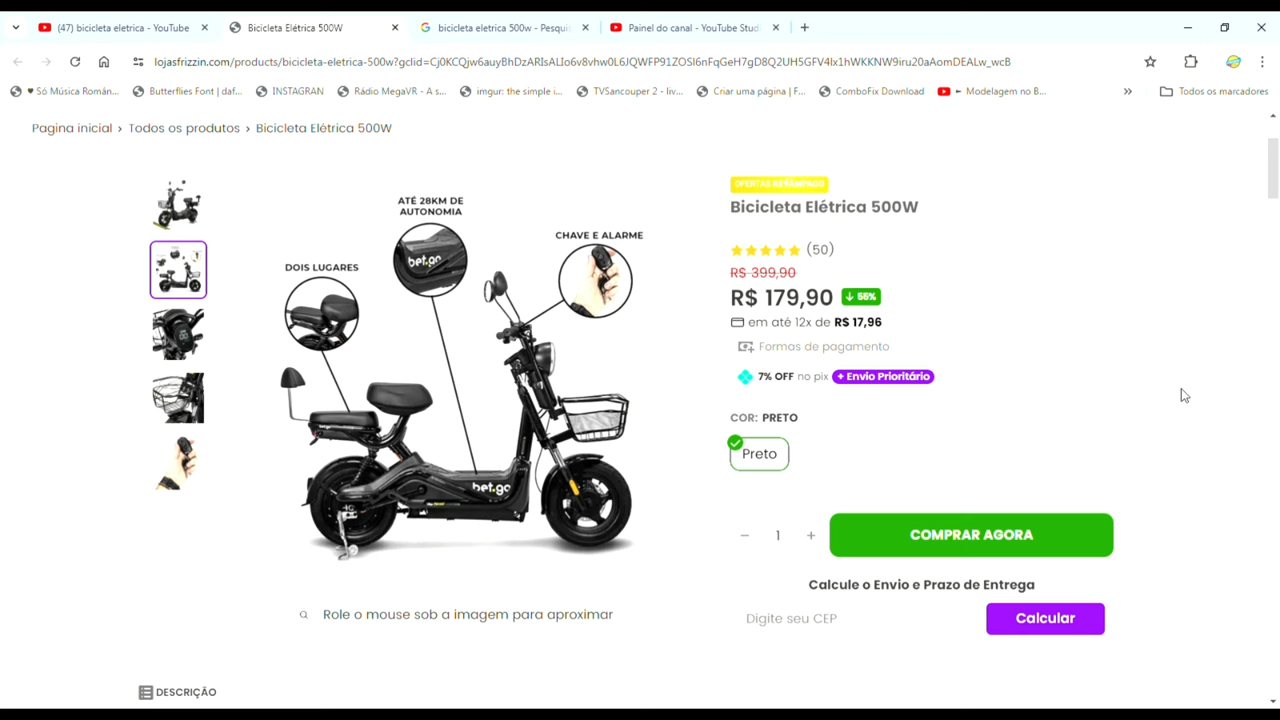 (47) bicicleta eletrica - YouTube
Bicicleta Elétrica 500W
bicicleta eletrica 500w - Pesqui
Painel do canal - YouTube Stud
lojasfrizzin.com/products/bicicleta-eletrica-500w?gclid=Cj0KCQjw6auyBhDzARIsALIo6v8vhw0L6JQWFP91ZOSl6nFqGeH7gD8Q2UH5GFV4lx1hWKKNW9iru20aAomDEALw_wcB
♥ Só Música Român...
Butterflies Font | daf...
INSTAGRAN
Rádio MegaVR - A s...
imgur: the simple i...
TVSancouper 2 - liv...
Criar uma página | F...
ComboFix Download
► Modelagem no B...
»
Todos os marcadores
Pagina inicial › Todos os produtos › Bicicleta Elétrica 500W
ATÉ 28KM DE
AUTONOMIA
CHAVE E ALARME
DOIS LUGARES
bet.go
bet.go
OFERTAS RELÂMPAGO
Bicicleta Elétrica 500W
(50)
R$ 399,90
R$ 179,90 ↓ 55%
em até 12x de R$ 17,96
Formas de pagamento
7% OFF no pix + Envio Prioritário
COR: PRETO
Preto
− 1 +
COMPRAR AGORA
Calcule o Envio e Prazo de Entrega
Digite seu CEP
Calcular
Role o mouse sob a imagem para aproximar
DESCRIÇÃO